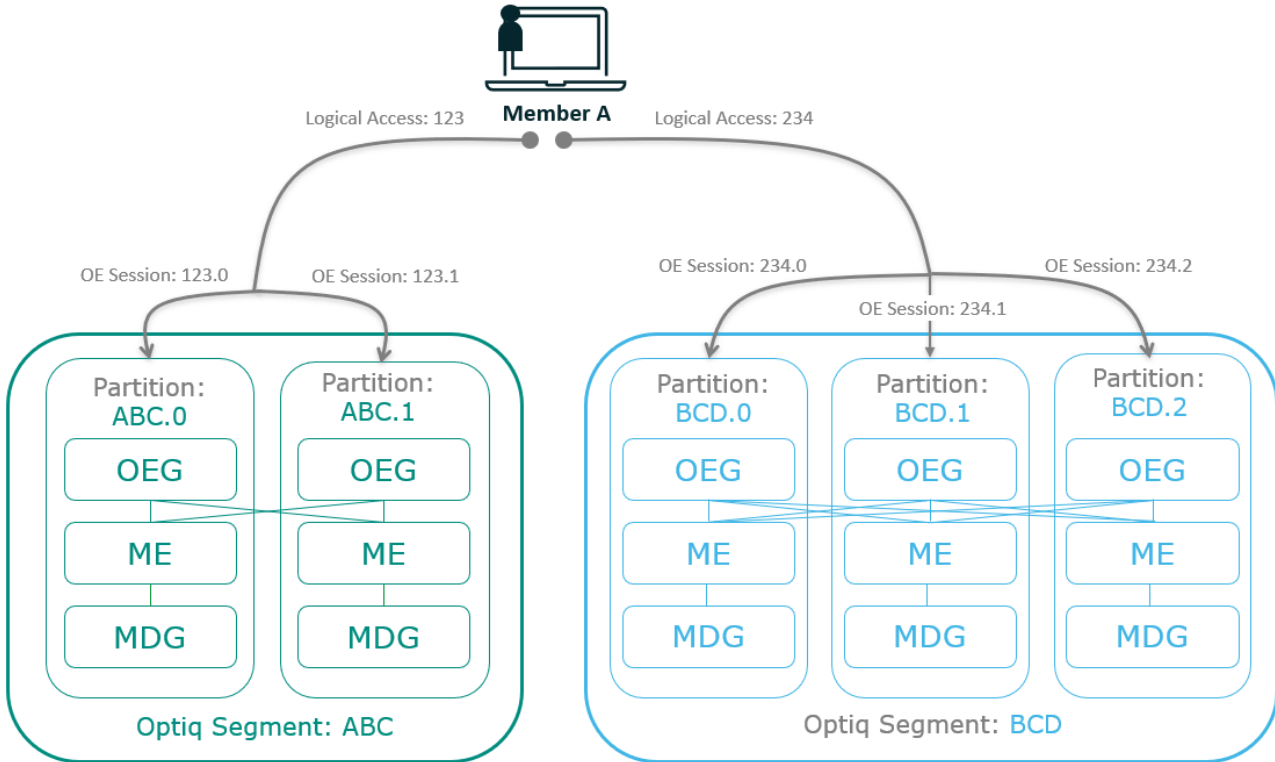 Member A
Logical Access: 123
Logical Access: 234
OE Session: 123.0
OE Session: 123.1
OE Session: 234.0
OE Session: 234.1
OE Session: 234.2
Partition:
ABC.0
OEG
ME
MDG
Partition:
ABC.1
OEG
ME
MDG
Optiq Segment: ABC
Partition:
BCD.0
OEG
ME
MDG
Partition:
BCD.1
OEG
ME
MDG
Partition:
BCD.2
OEG
ME
MDG
Optiq Segment: BCD